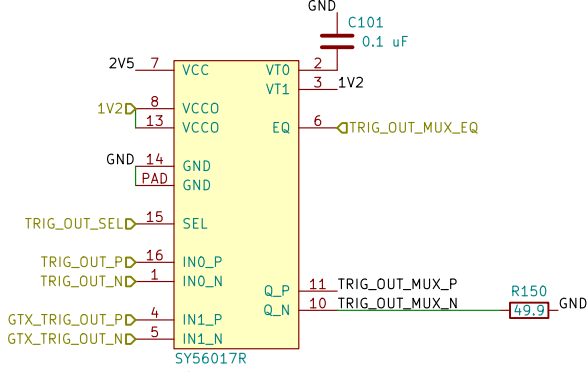 GND
C101
0.1 uF
2V5 7 VCC VT0 2
VT1 3 1V2
1V2 8 VCCO
13 VCCO EQ 6 TRIG_OUT_MUX_EQ
GND 14 GND
PAD GND
TRIG_OUT_SEL 15 SEL
TRIG_OUT_P 16 IN0_P
TRIG_OUT_N 1 IN0_N
Q_P 11 TRIG_OUT_MUX_P R150
Q_N 10 TRIG_OUT_MUX_N 49.9 GND
GTX_TRIG_OUT_P 4 IN1_P
GTX_TRIG_OUT_N 5 IN1_N
SY56017R